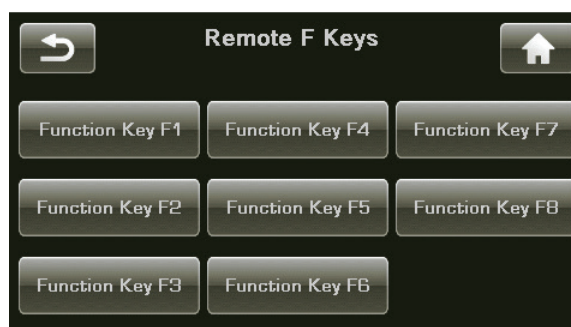 Remote F Keys
Function Key F1
Function Key F4
Function Key F7
Function Key F2
Function Key F5
Function Key F8
Function Key F3
Function Key F6